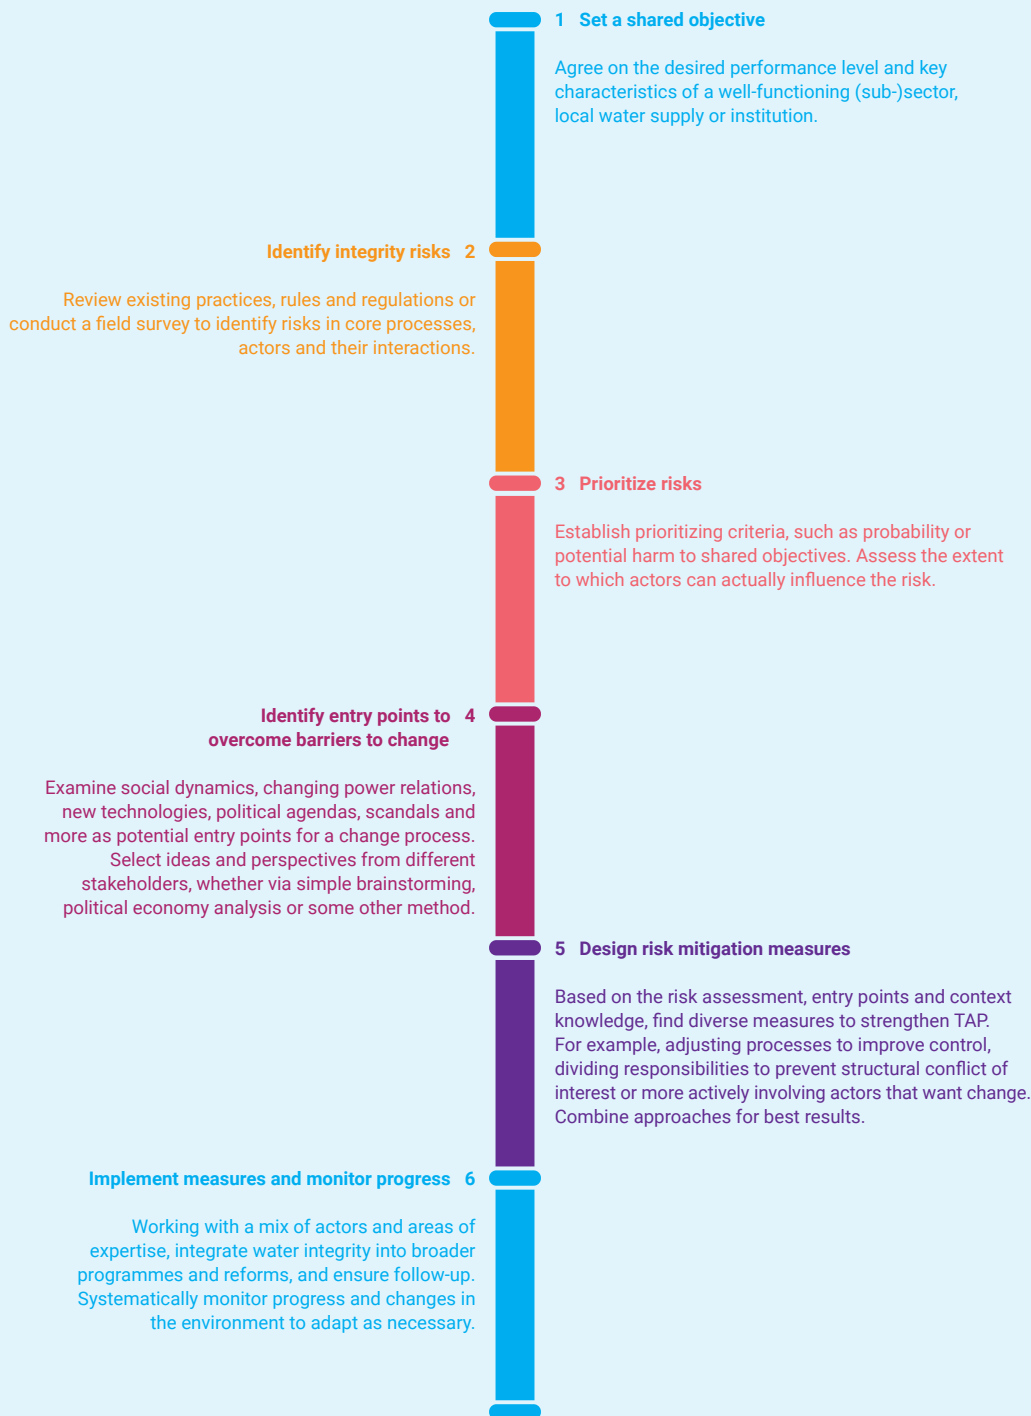 1 Set a shared objective
Agree on the desired performance level and key
characteristics of a well-functioning (sub-)sector,
local water supply or institution.
Identify integrity risks 2
Review existing practices, rules and regulations or
conduct a field survey to identify risks in core processes,
actors and their interactions.
3 Prioritize risks
Establish prioritizing criteria, such as probability or
potential harm to shared objectives. Assess the extent
to which actors can actually influence the risk.
Identify entry points to 4
overcome barriers to change
Examine social dynamics, changing power relations,
new technologies, political agendas, scandals and
more as potential entry points for a change process.
Select ideas and perspectives from different
stakeholders, whether via simple brainstorming,
political economy analysis or some other method.
5 Design risk mitigation measures
Based on the risk assessment, entry points and context
knowledge, find diverse measures to strengthen TAP.
For example, adjusting processes to improve control,
dividing responsibilities to prevent structural conflict of
interest or more actively involving actors that want change.
Combine approaches for best results.
Implement measures and monitor progress 6
Working with a mix of actors and areas of
expertise, integrate water integrity into broader
programmes and reforms, and ensure follow-up.
Systematically monitor progress and changes in
the environment to adapt as necessary.